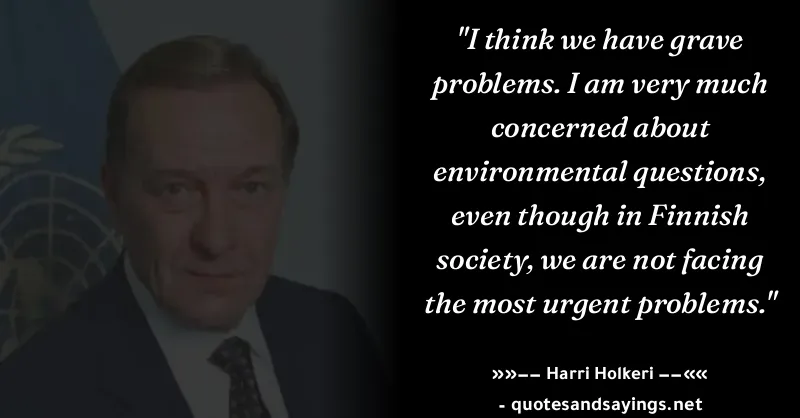 "I think we have grave
problems. I am very much
concerned about
environmental questions,
even though in Finnish
society, we are not facing
the most urgent problems."
»»−− Harri Holkeri −−««
- quotesandsayings.net